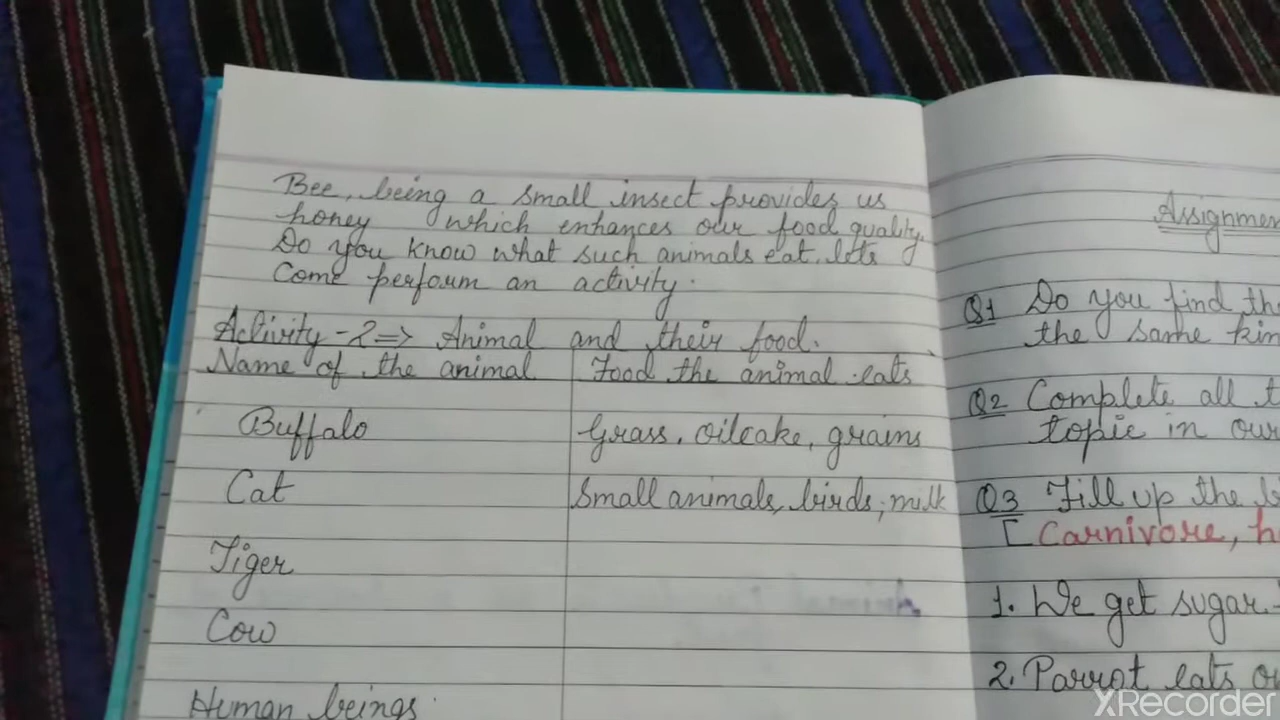 Bee, being a small insect provides us
honey which enhances our food quality.
Do you know what such animals eat. lets
Come perform an activity.
Activity-2=> Animal and their food.
Name of the animal Food the animal eats
Buffalo Grass, oilcake, grains
Cat Small animals, birds, milk
Tiger
Cow
Human beings.
Q1 Do you find
the same
Q2 Complete all
topic in our
Q3 Fill up the
[Carnivore,
1. We get sugar-
2. Parrot eats
XRecorder